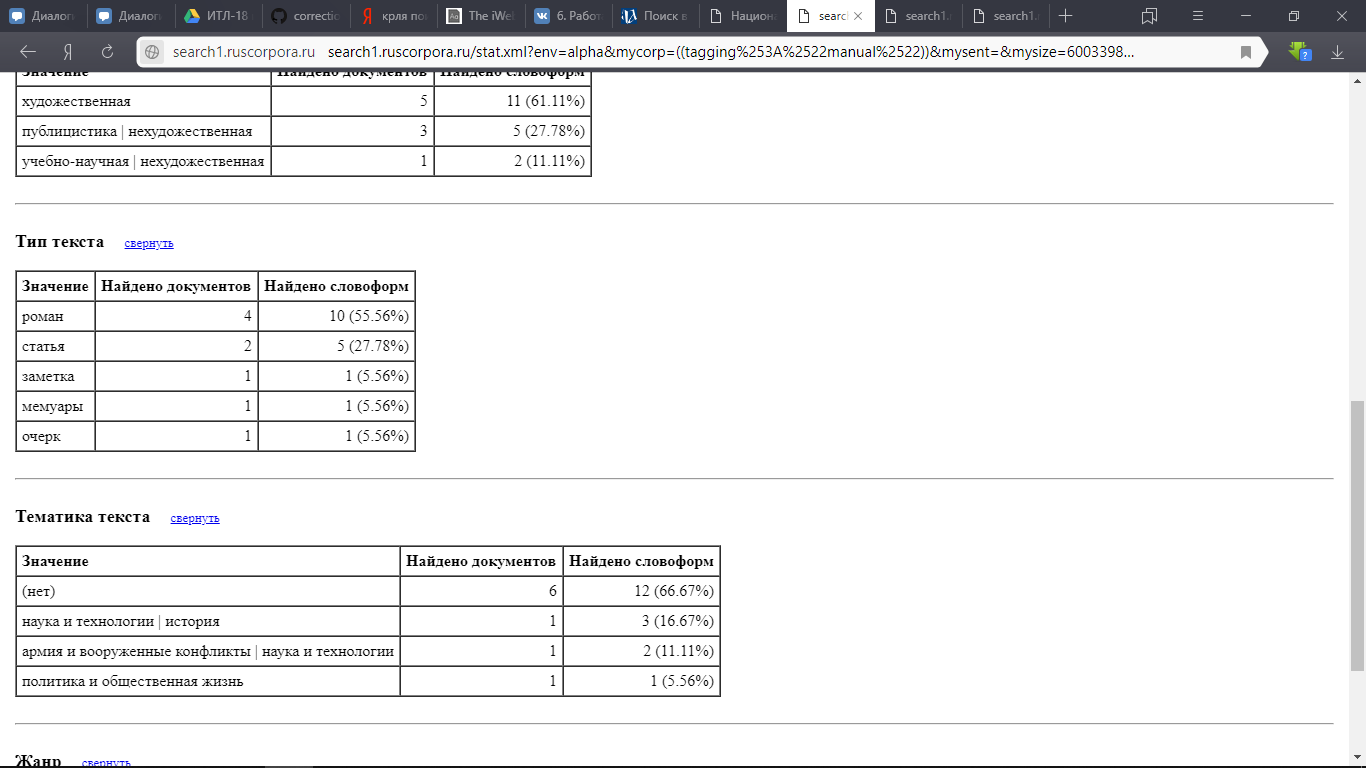 Диалоги
Диалоги
ИТЛ-18
correctio
крля по
The iWeb
6. Работ
Поиск в
Национ
searc
search1.
search1.
search1.ruscorpora.ru search1.ruscorpora.ru/stat.xml?env=alpha&mycorp=((tagging%253A%2522manual%2522))&mysent=&mysize=6003398...
Значение Найдено документов Найдено словоформ
художественная 5 11 (61.11%)
публицистика | нехудожественная 3 5 (27.78%)
учебно-научная | нехудожественная 1 2 (11.11%)
Тип текста свернуть
Значение Найдено документов Найдено словоформ
роман 4 10 (55.56%)
статья 2 5 (27.78%)
заметка 1 1 (5.56%)
мемуары 1 1 (5.56%)
очерк 1 1 (5.56%)
Тематика текста свернуть
Значение Найдено документов Найдено словоформ
(нет) 6 12 (66.67%)
наука и технологии | история 1 3 (16.67%)
армия и вооруженные конфликты | наука и технологии 1 2 (11.11%)
политика и общественная жизнь 1 1 (5.56%)
Жанр свернуть